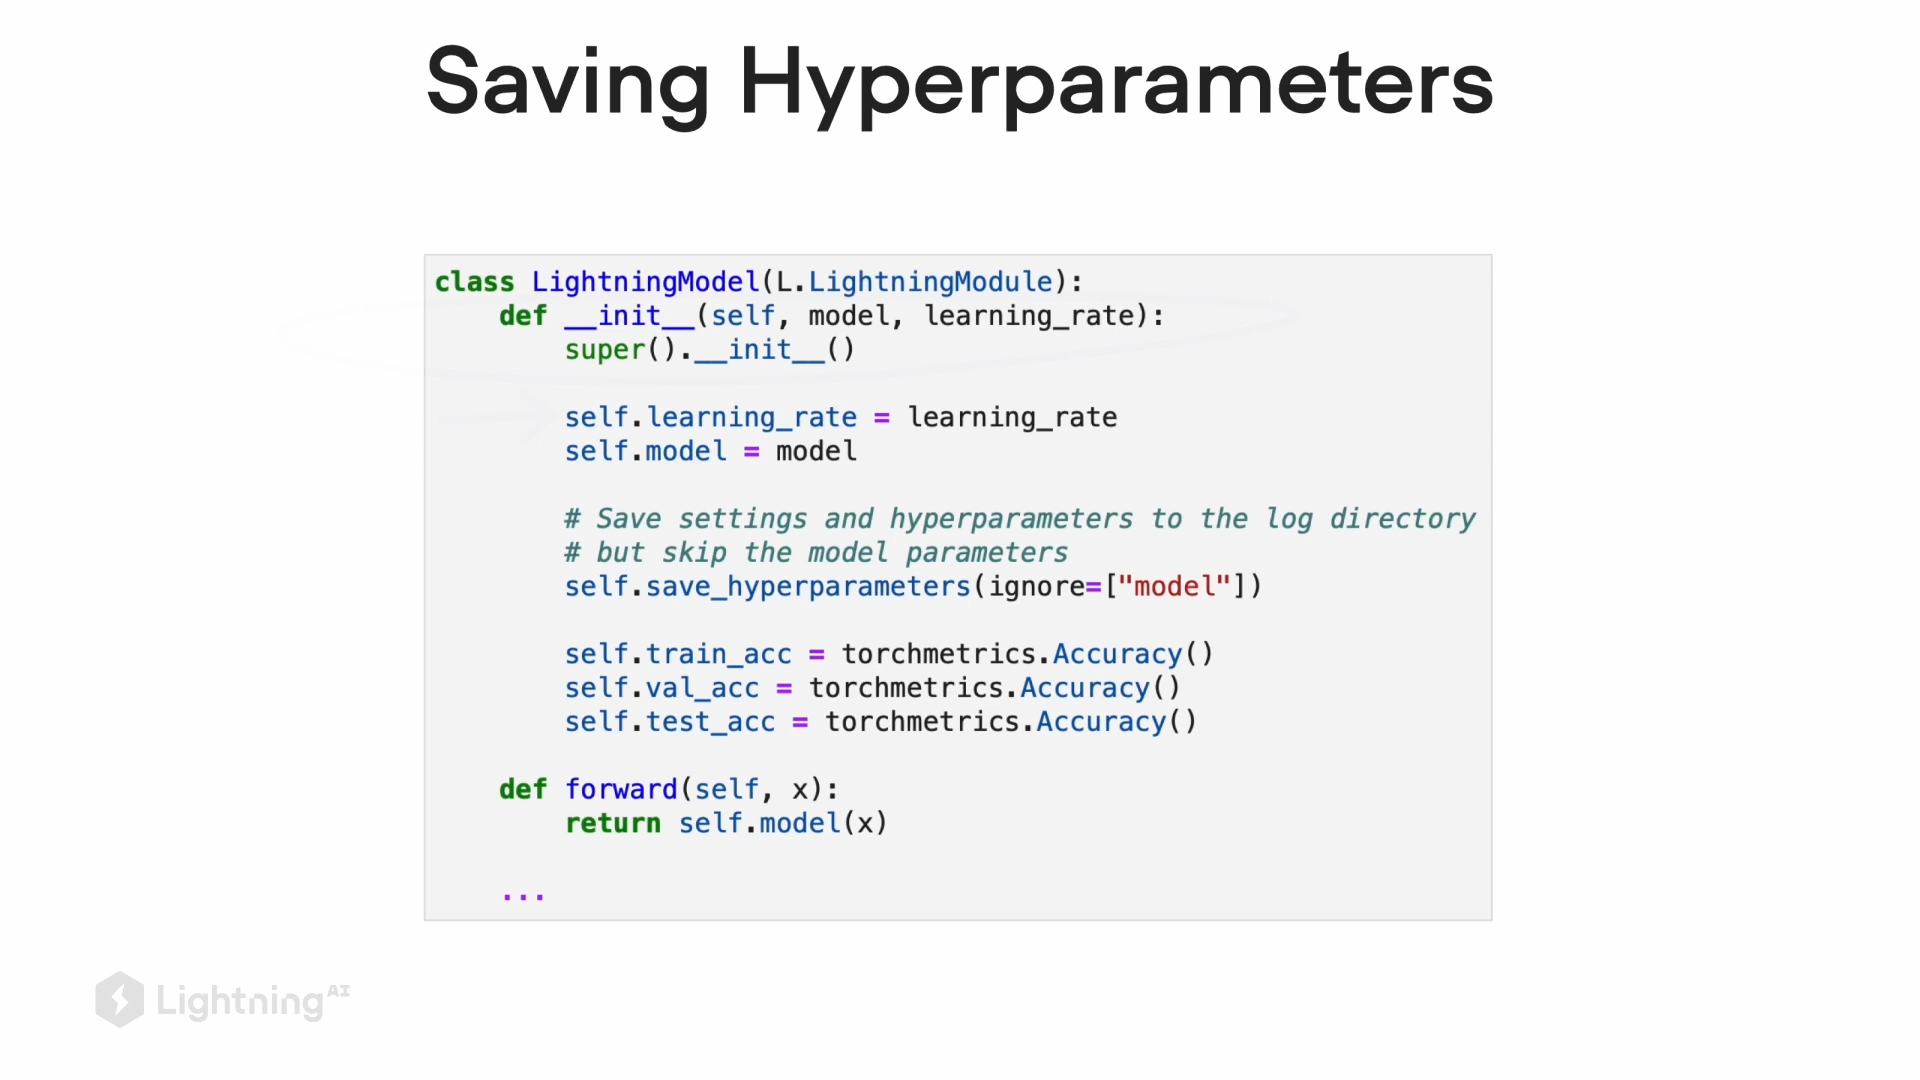 Saving Hyperparameters
class LightningModel(L.LightningModule):
    def __init__(self, model, learning_rate):
        super().__init__()
        self.learning_rate = learning_rate
        self.model = model
        # Save settings and hyperparameters to the log directory
        # but skip the model parameters
        self.save_hyperparameters(ignore=["model"])
        self.train_acc = torchmetrics.Accuracy()
        self.val_acc = torchmetrics.Accuracy()
        self.test_acc = torchmetrics.Accuracy()
    def forward(self, x):
        return self.model(x)
    ...
Lightning AI